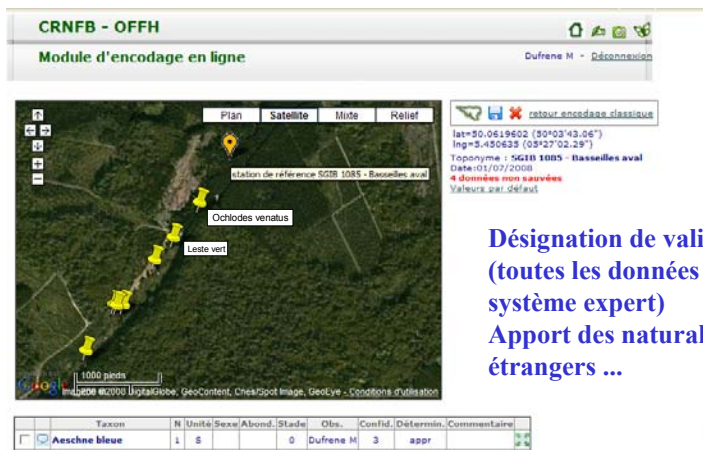 CRNFB - OFFH
Module d'encodage en ligne
Dufrene M - Déconnexion
Plan Satellite Mixte Relief
station de référence SGIB 1085 - Basseilles aval
Ochlodes venatus
Leste vert
1000 pieds
©2008 DigitalGlobe, GeoContent, Cnes/Spot Image, GeoEye - Conditions d'utilisation
retour encodage classique
lat=50.0619602 (50°03'43.06")
lng=5.450635 (05°27'02.29")
Toponyme : SGIB 1085 - Basseilles aval
Date:01/07/2008
4 données non sauvées
Valeurs par défaut
Désignation de vali
(toutes les données
système expert)
Apport des natural
étrangers ...
Taxon N Unité Sexe Abond. Stade Obs. Confid. Détermin. Commentaire
Aeschne bleue 1 S 0 Dufrene M 3 appr